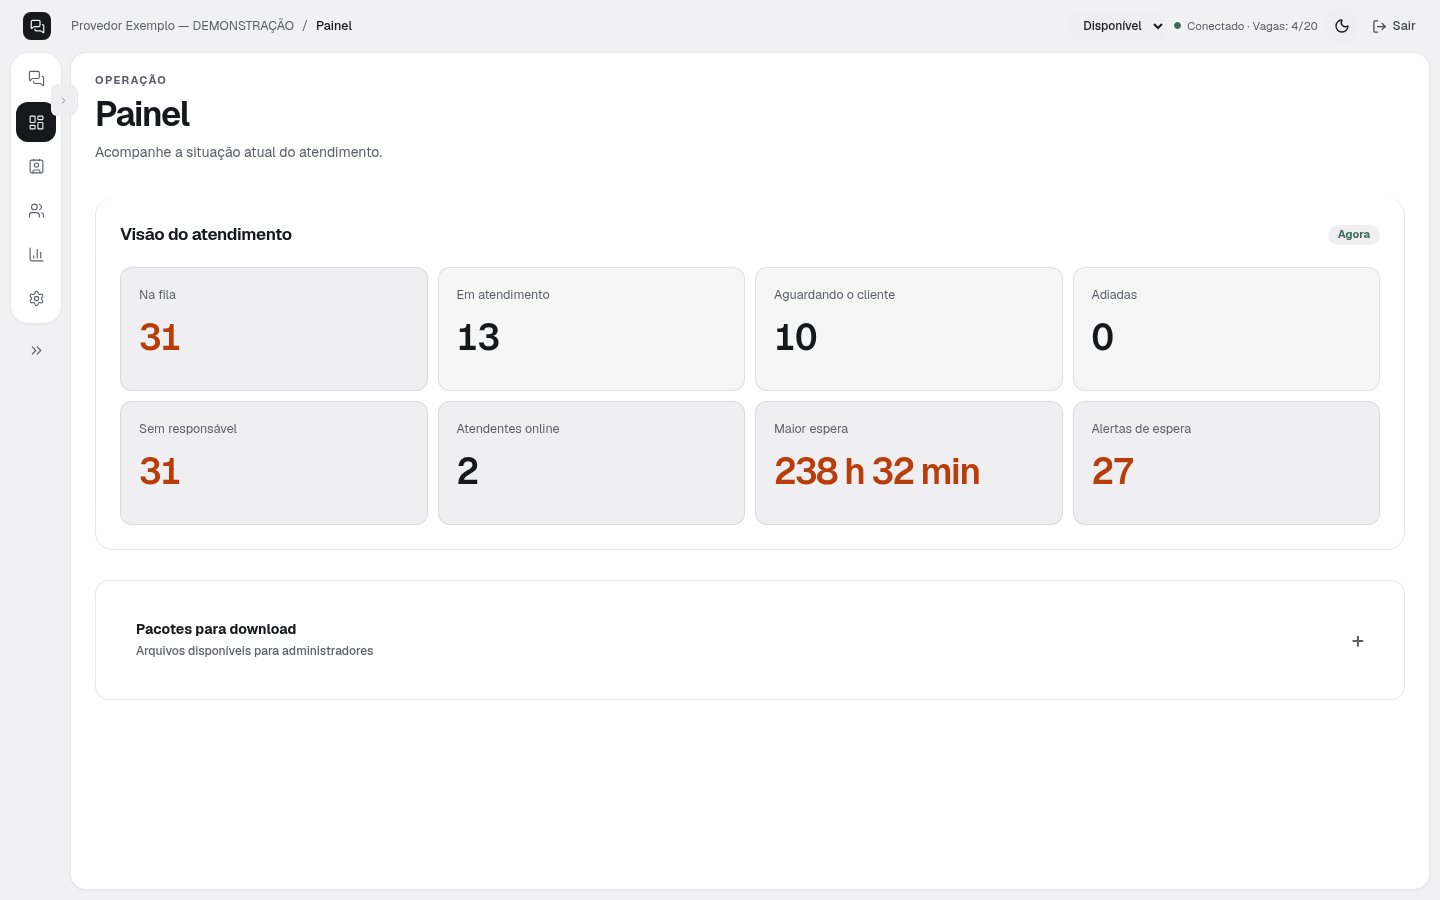 Provedor Exemplo — DEMONSTRAÇÃO / Painel
Disponível
Conectado · Vagas: 4/20
Sair
OPERAÇÃO
Painel
Acompanhe a situação atual do atendimento.
Visão do atendimento
Agora
Na fila
31
Em atendimento
13
Aguardando o cliente
10
Adiadas
0
Sem responsável
31
Atendentes online
2
Maior espera
238 h 32 min
Alertas de espera
27
Pacotes para download
Arquivos disponíveis para administradores
+